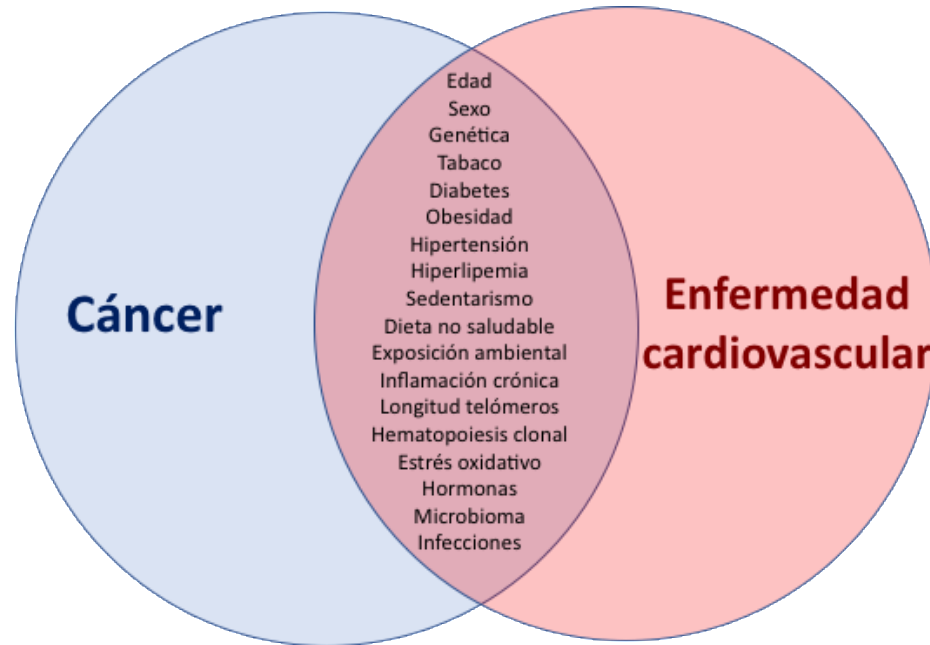 Edad
Sexo
Genética
Tabaco
Diabetes
Obesidad
Hipertensión
Hiperlipemia
Sedentarismo
Dieta no saludable
Exposición ambiental
Inflamación crónica
Longitud telómeros
Hematopoiesis clonal
Estrés oxidativo
Hormonas
Microbioma
Infecciones
Cáncer
Enfermedad
cardiovascular